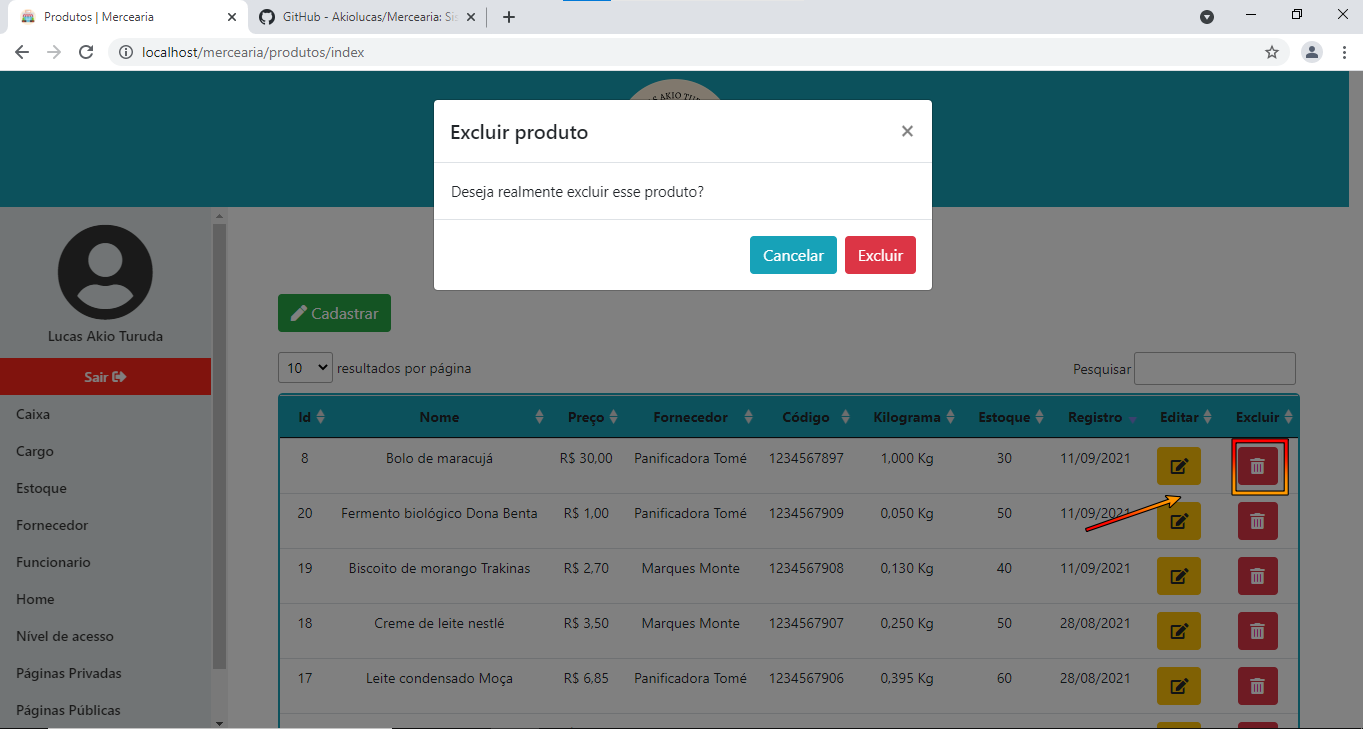 Produtos | Mercearia
GitHub - Akiolucas/Mercearia: Sis
localhost/mercearia/produtos/index
AKIO
Excluir produto
Deseja realmente excluir esse produto?
Cancelar Excluir
Lucas Akio Turuda
Sair
Caixa
Cargo
Estoque
Fornecedor
Funcionario
Home
Nível de acesso
Páginas Privadas
Páginas Públicas
Cadastrar
10 resultados por página
Pesquisar
Id Nome Preço Fornecedor Código Kilograma Estoque Registro Editar Excluir
8 Bolo de maracujá R$ 30,00 Panificadora Tomé 1234567897 1,000 Kg 30 11/09/2021
20 Fermento biológico Dona Benta R$ 1,00 Panificadora Tomé 1234567909 0,050 Kg 50 11/09/2021
19 Biscoito de morango Trakinas R$ 2,70 Marques Monte 1234567908 0,130 Kg 40 11/09/2021
18 Creme de leite nestlé R$ 3,50 Marques Monte 1234567907 0,250 Kg 50 28/08/2021
17 Leite condensado Moça R$ 6,85 Panificadora Tomé 1234567906 0,395 Kg 60 28/08/2021